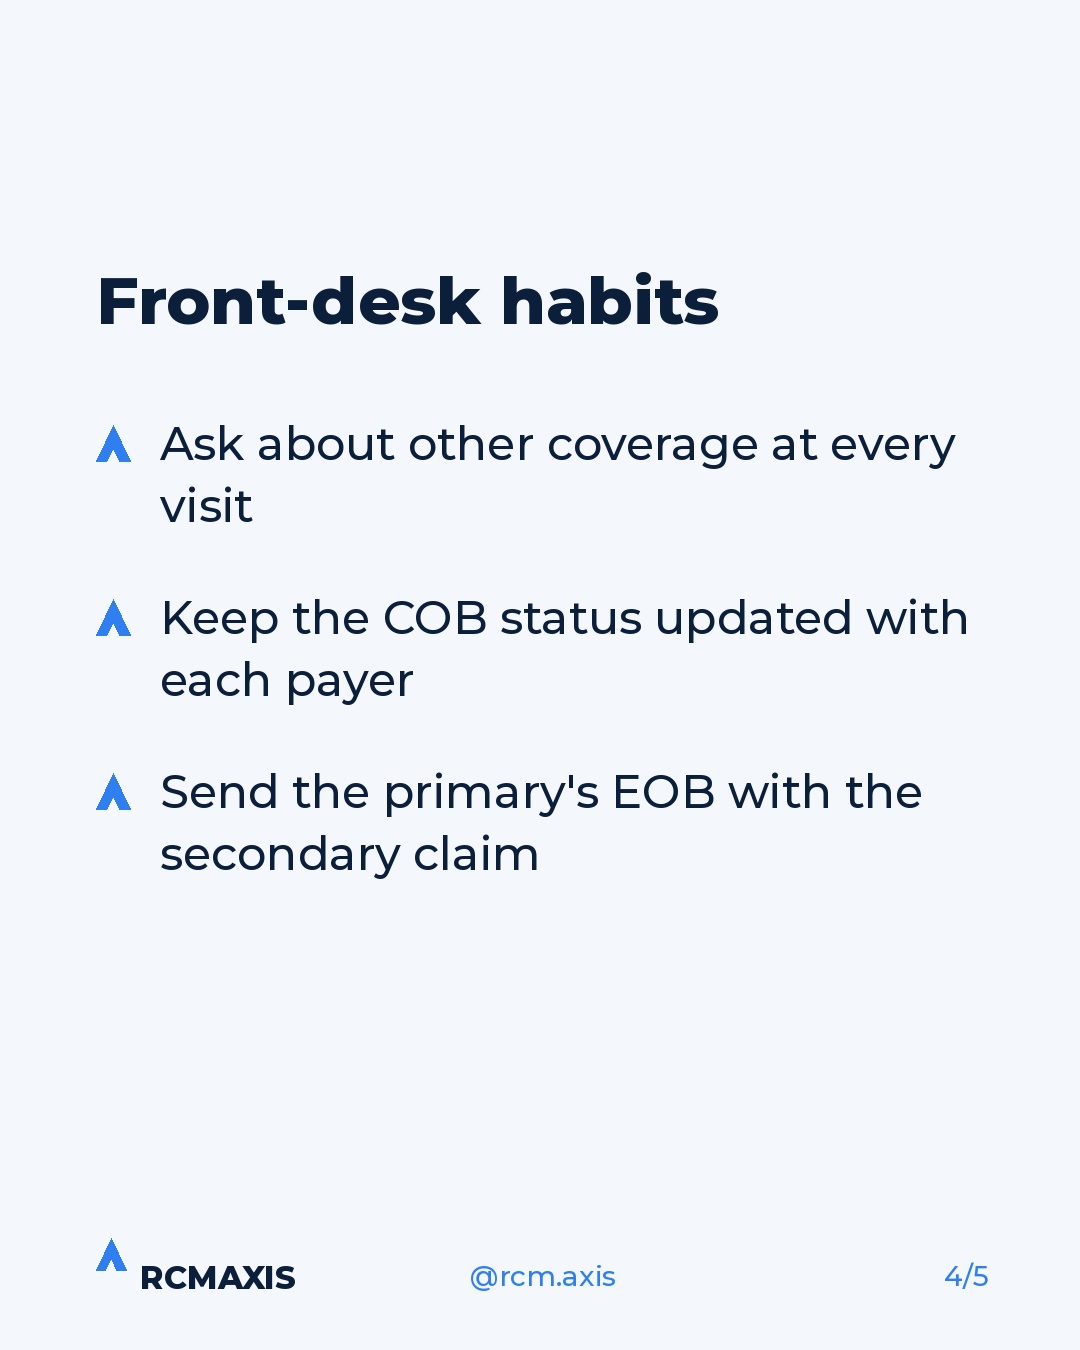 Front-desk habits
Ask about other coverage at every
visit
Keep the COB status updated with
each payer
Send the primary's EOB with the
secondary claim
RCMAXIS
@rcm.axis
4/5